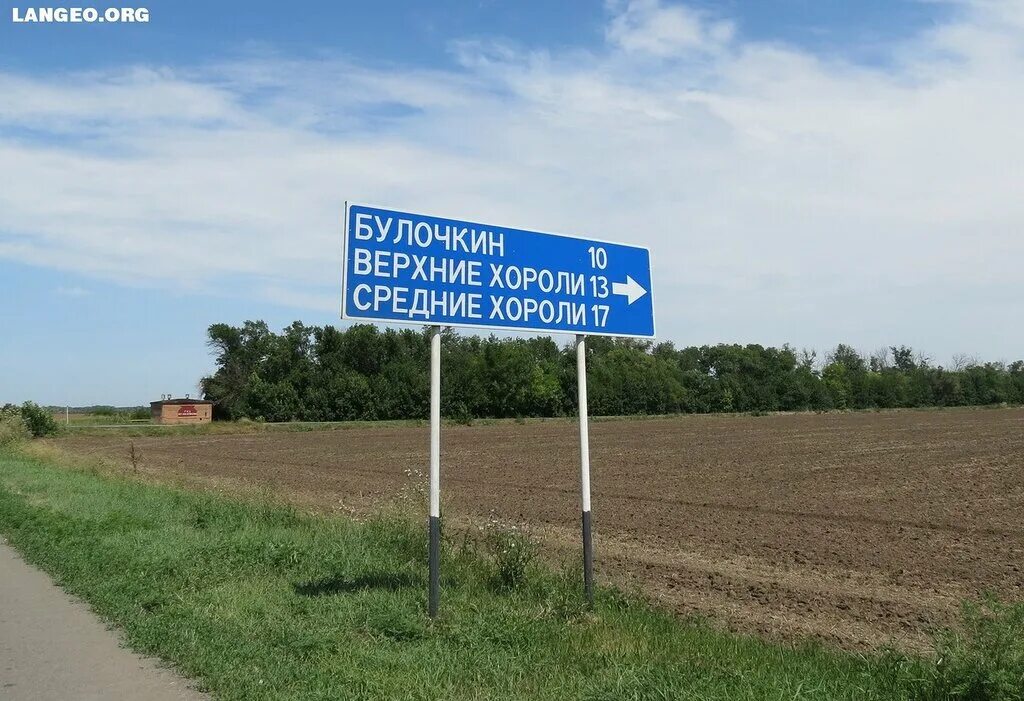 LANGEO.ORG
БУЛОЧКИН 10
ВЕРХНИЕ ХОРОЛИ 13
СРЕДНИЕ ХОРОЛИ 17